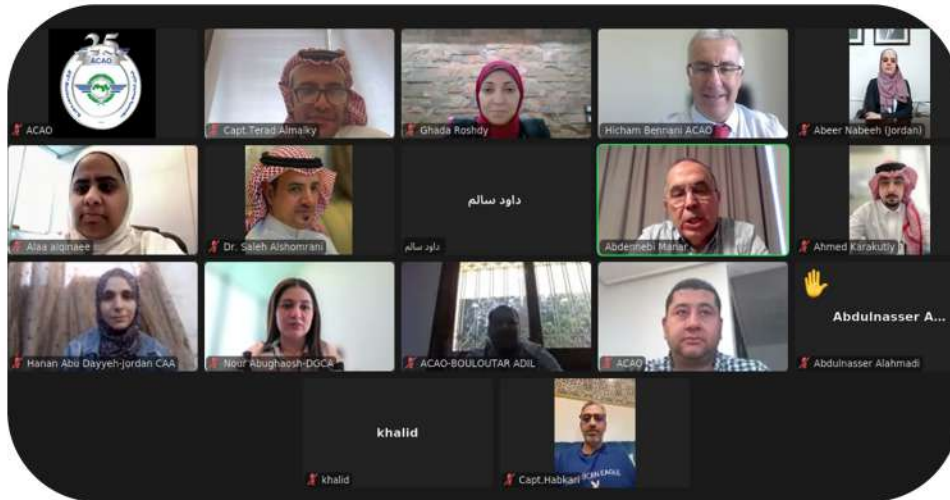 25
ACAO
ACAO
Capt.Terad Almalky
Ghada Roshdy
Hicham Bennani ACAO
Abeer Nabeeh (Jordan)
Alaa alqinaee
Dr. Saleh Alshomrani
داود سالم
داود سالم
Abdennebi Manar
Ahmed Karakutly
Hanan Abu Dayyeh-Jordan CAA
Nour Abughaosh-DGCA
ACAO-BOULOUTAR ADIL
ACAO
Abdulnasser A...
Abdulnasser Alahmadi
khalid
khalid
Capt.Habkari